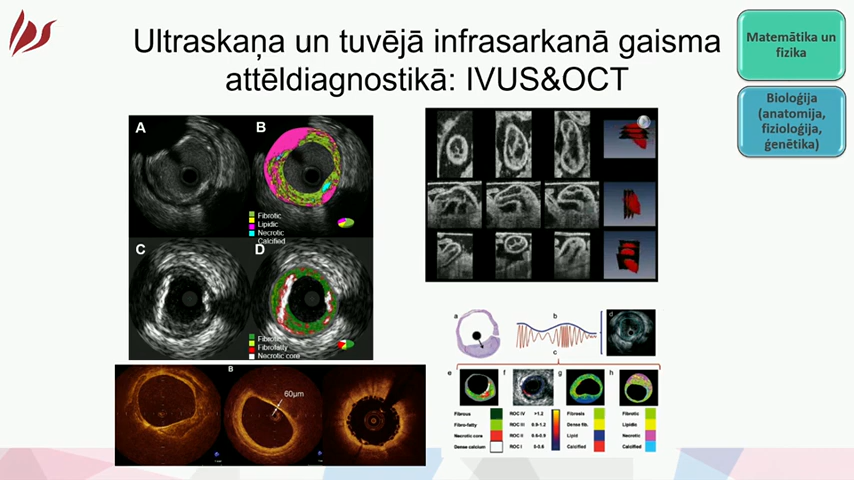 Ultraskaņa un tuvējā infrasarkanā gaisma
attēldiagnostikā: IVUS&OCT
Matemātika un
fizika
Bioloģija
(anatomija,
fizioloģija,
ģenētika)
A
B
Fibrotic
Lipidic
Necrotic
Calcified
C
D
Fibrotic
Fibrofatty
Necrotic core
B
60µm
a
b
c
d
e
f
g
h
Fibrous
Fibro-fatty
Necrotic core
Dense calcium
ROC IV >1.2
ROC III 0.9-1.2
ROC II 0.6-0.9
ROC I 0-0.6
Fibrosis
Dense fib.
Lipid
Calcified
Fibrotic
Lipidic
Necrotic
Calcified